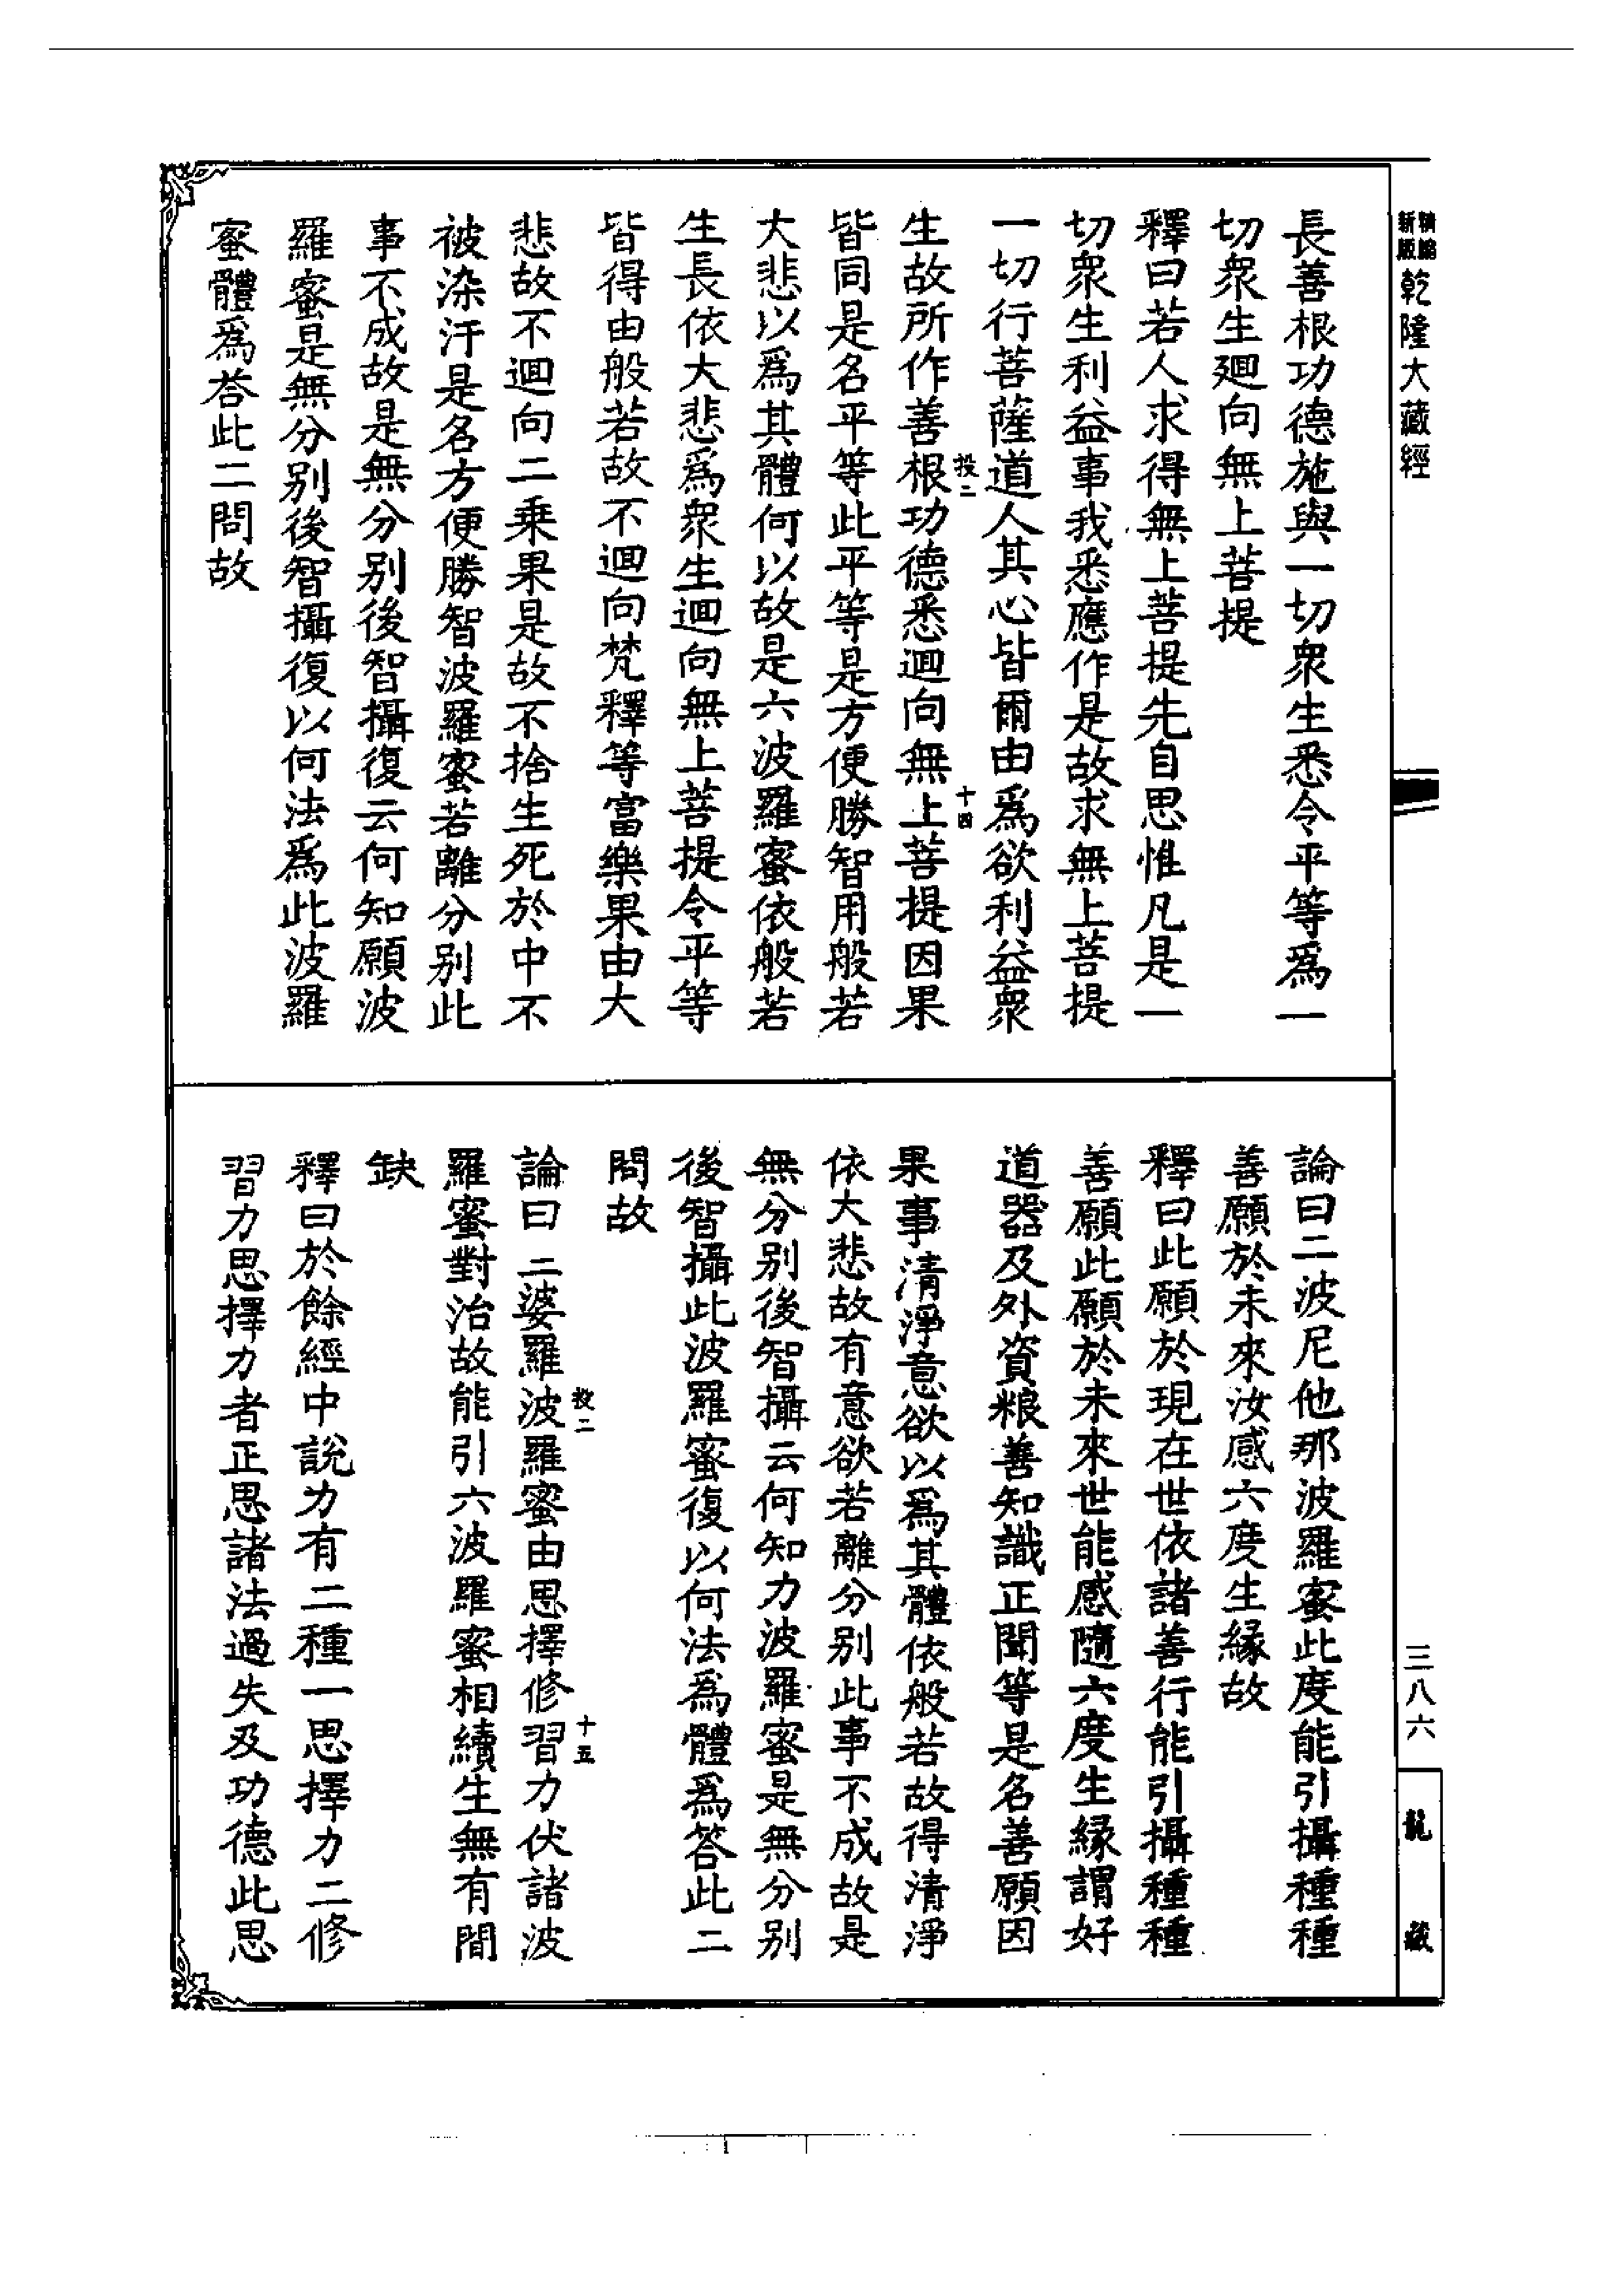 精編新版乾隆大藏經
長善根功德施與一切衆生悉令平等爲一
切衆生廻向無上菩提
釋曰若人求得無上菩提先自思惟凡是一
切衆生利益事我悉應作是故求無上菩提
一切行菩薩道人其心皆爾由爲欲利益衆
投二 十四
生故所作善根功德悉迴向無上菩提因果
皆同是名平等此平等是方便勝智用般若
大悲以爲其體何以故是六波羅蜜依般若
生長依大悲爲衆生迴向無上菩提令平等
皆得由般若故不迴向梵釋等富樂果由大
悲故不迴向二乘果是故不捨生死於中不
被染汙是名方便勝智波羅蜜若離分別此
事不成故是無分別後智攝復云何知願波
羅蜜是無分別後智攝復以何法爲此波羅
蜜體爲荅此二問故
論曰二波尼他那波羅蜜此度能引攝種種
善願於未來汝感六度生緣故
釋曰此願於現在世依諸善行能引攝種種
善願此願於未來世能感隨六度生緣謂好
道器及外資粮善知識正聞等是名善願因
果事清淨意欲以爲其體依般若故得清淨
依大悲故有意欲若離分別此事不成故是
無分別後智攝云何知力波羅蜜是無分別
後智攝此波羅蜜復以何法爲體爲答此二
問故
投二 十五
論曰三婆羅波羅蜜由思擇修習力伏諸波
羅蜜對治故能引六波羅蜜相續生無有間
缺
釋曰於餘經中說力有二種一思擇力二修
習力思擇力者正思諸法過失及功德此思
三八六
龍藏